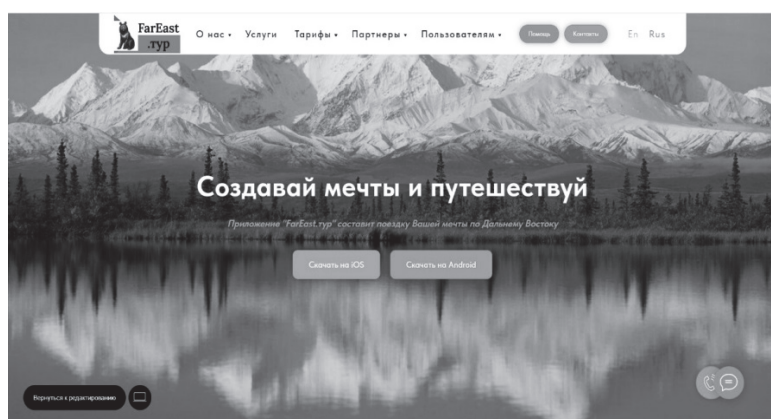 FarEast
.тур
О нас Услуги Тарифы Партнеры Пользователям Помощь Контакты En Rus
Создавай мечты и путешествуй
Приложение "FarEast.тур" составит поездку Вашей мечты по Дальнему Востоку
Скачать на iOS Скачать на Android
Вернуться к редактированию